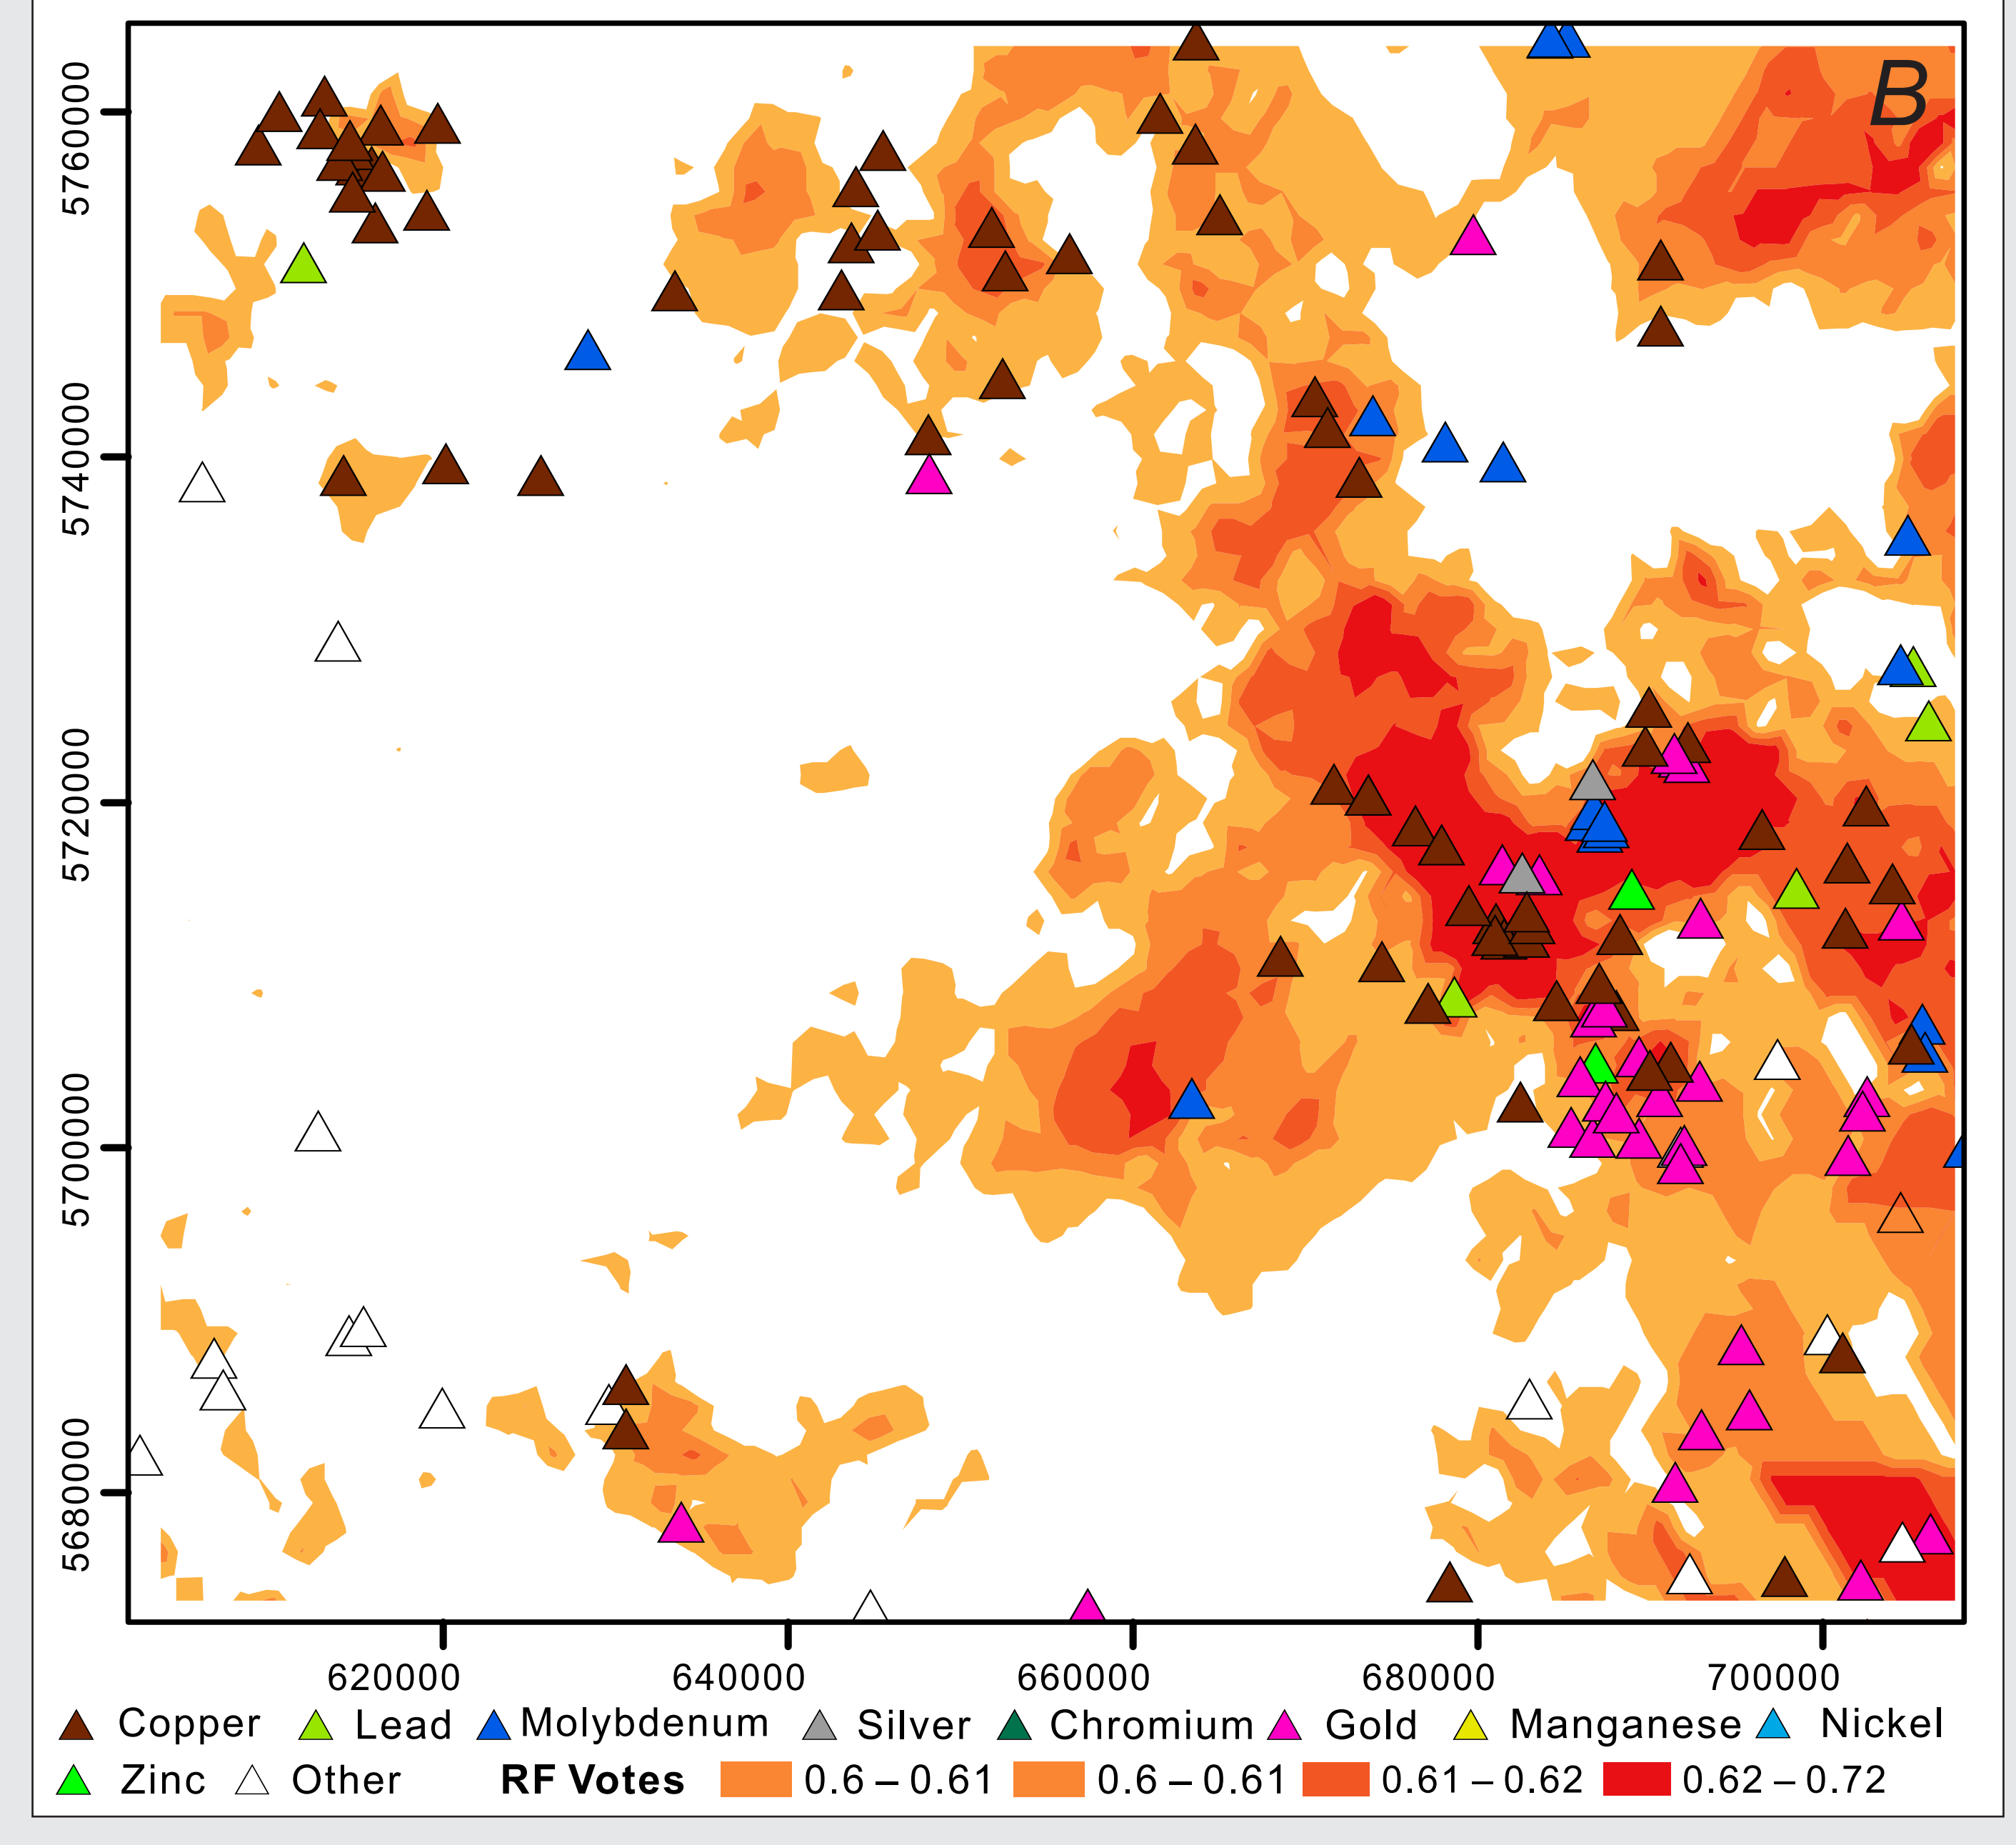 B
5760000
5740000
5720000
5700000
5680000
620000 640000 660000 680000 700000
Copper Lead Molybdenum Silver Chromium Gold Manganese Nickel
Zinc Other RF Votes 0.6 – 0.61 0.6 – 0.61 0.61 – 0.62 0.62 – 0.72